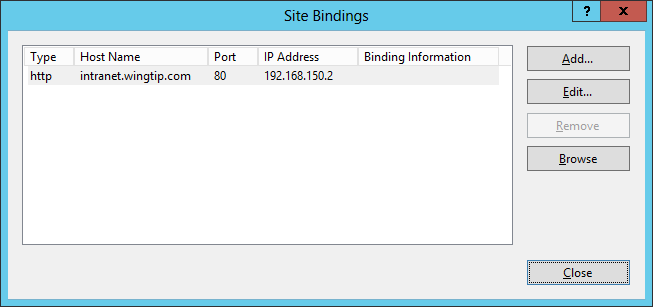 Site Bindings
? x
Type Host Name Port IP Address Binding Information
http intranet.wingtip.com 80 192.168.150.2
Add...
Edit...
Remove
Browse
Close